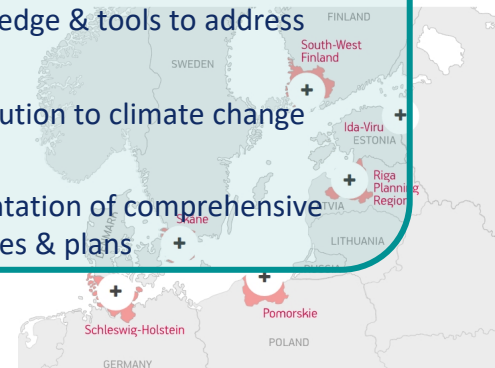 edge & tools to address
ution to climate change
tation of comprehensive
es & plans
FINLAND
South-West
Finland
SWEDEN
Ida-Viru
ESTONIA
Riga
Planning
Region
TVIA
Skåne
LITHUANIA
Pomorskie
Schleswig-Holstein
POLAND
GERMANY